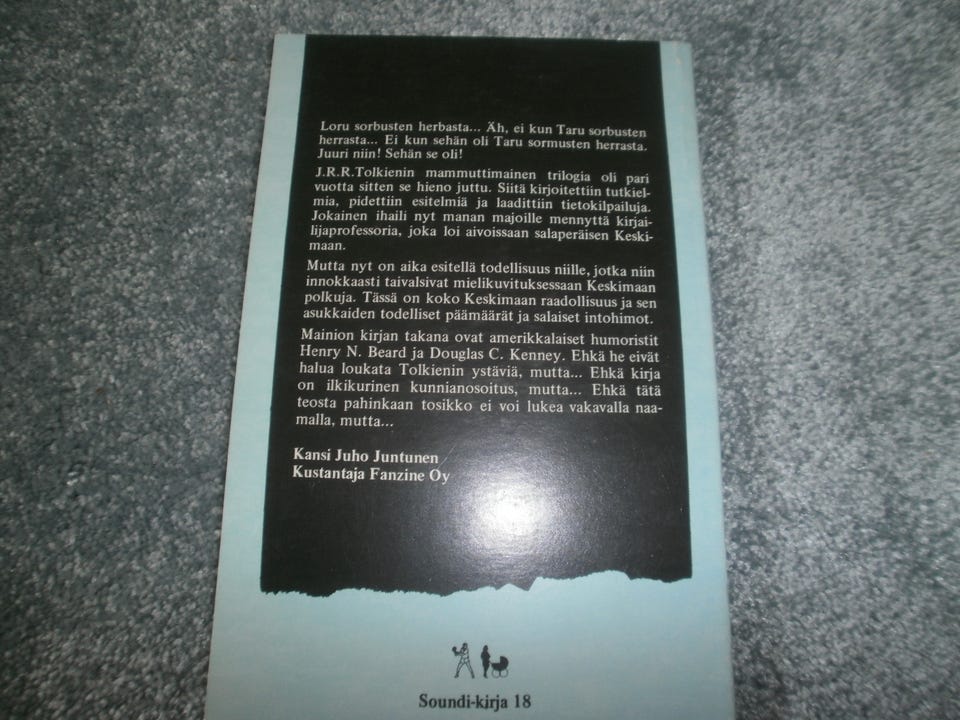 Loru sorbusten herbasta... Äh, ei kun Taru sorbusten
herrasta... Ei kun sehän oli Taru sormusten herrasta.
Juuri niin! Sehän se oli!
J.R.R.Tolkienin mammuttimainen trilogia oli pari
vuotta sitten se hieno juttu. Siitä kirjoitettiin tutkiel-
mia, pidettiin esitelmiä ja laadittiin tietokilpailuja.
Jokainen ihaili nyt manan majoille mennyttä kirjai-
lijaprofessoria, joka loi aivoissaan salaperäisen Keski-
maan.
Mutta nyt on aika esitellä todellisuus niille, jotka niin
innokkaasti taivalsivat mielikuvituksessaan Keskimaan
polkuja. Tässä on koko Keskimaan raadollisuus ja sen
asukkaiden todelliset päämäärät ja salaiset intohimot.
Mainion kirjan takana ovat amerikkalaiset humoristit
Henry N. Beard ja Douglas C. Kenney. Ehkä he eivät
halua loukata Tolkienin ystäviä, mutta... Ehkä kirja
on ilkikurinen kunnianosoitus, mutta... Ehkä tätä
teosta pahinkaan tosikko ei voi lukea vakavalla naa-
malla, mutta...
Kansi Juho Juntunen
Kustantaja Fanzine Oy
Soundi-kirja 18